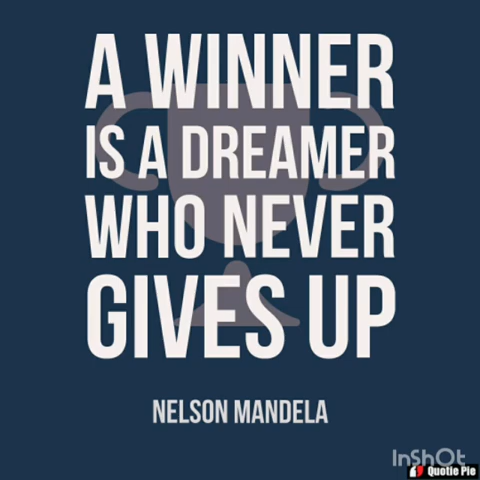 A WINNER
IS A DREAMER
WHO NEVER
GIVES UP
NELSON MANDELA
InShOt
Quotie Pie